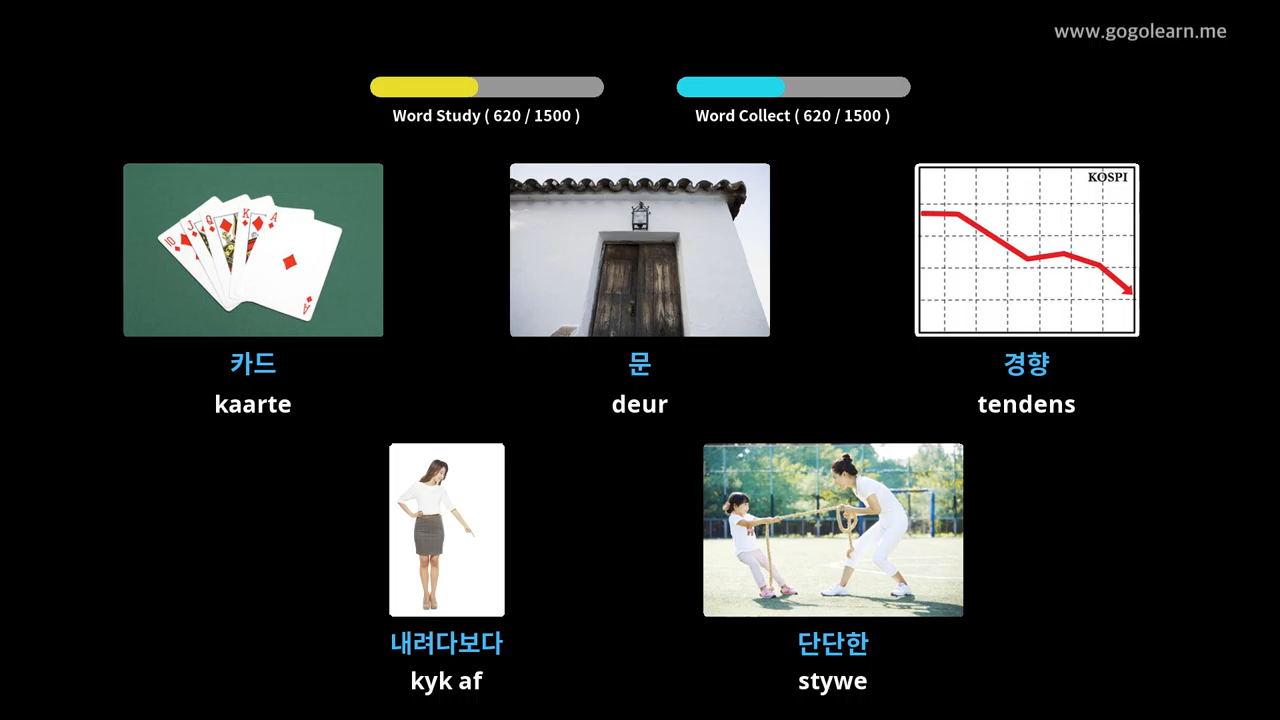 www.gogolearn.me
Word Study ( 620 / 1500 )
Word Collect ( 620 / 1500 )
10 J Q K A
A
KOSPI
카드
문
경향
kaarte
deur
tendens
내려다보다
단단한
kyk af
stywe